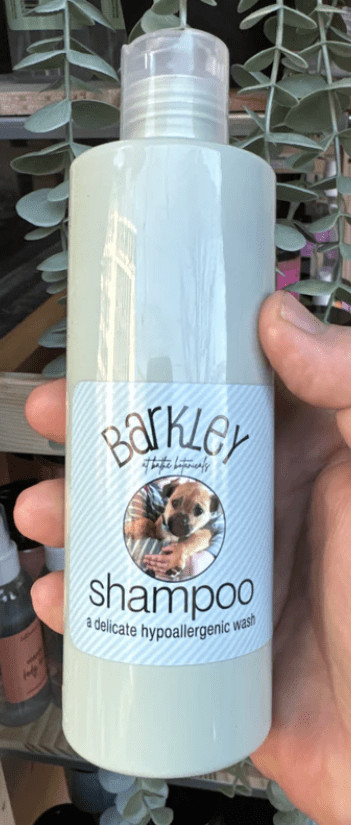 BarKLEY
at bathe botanicals
shampoo
a delicate hypoallergenic wash